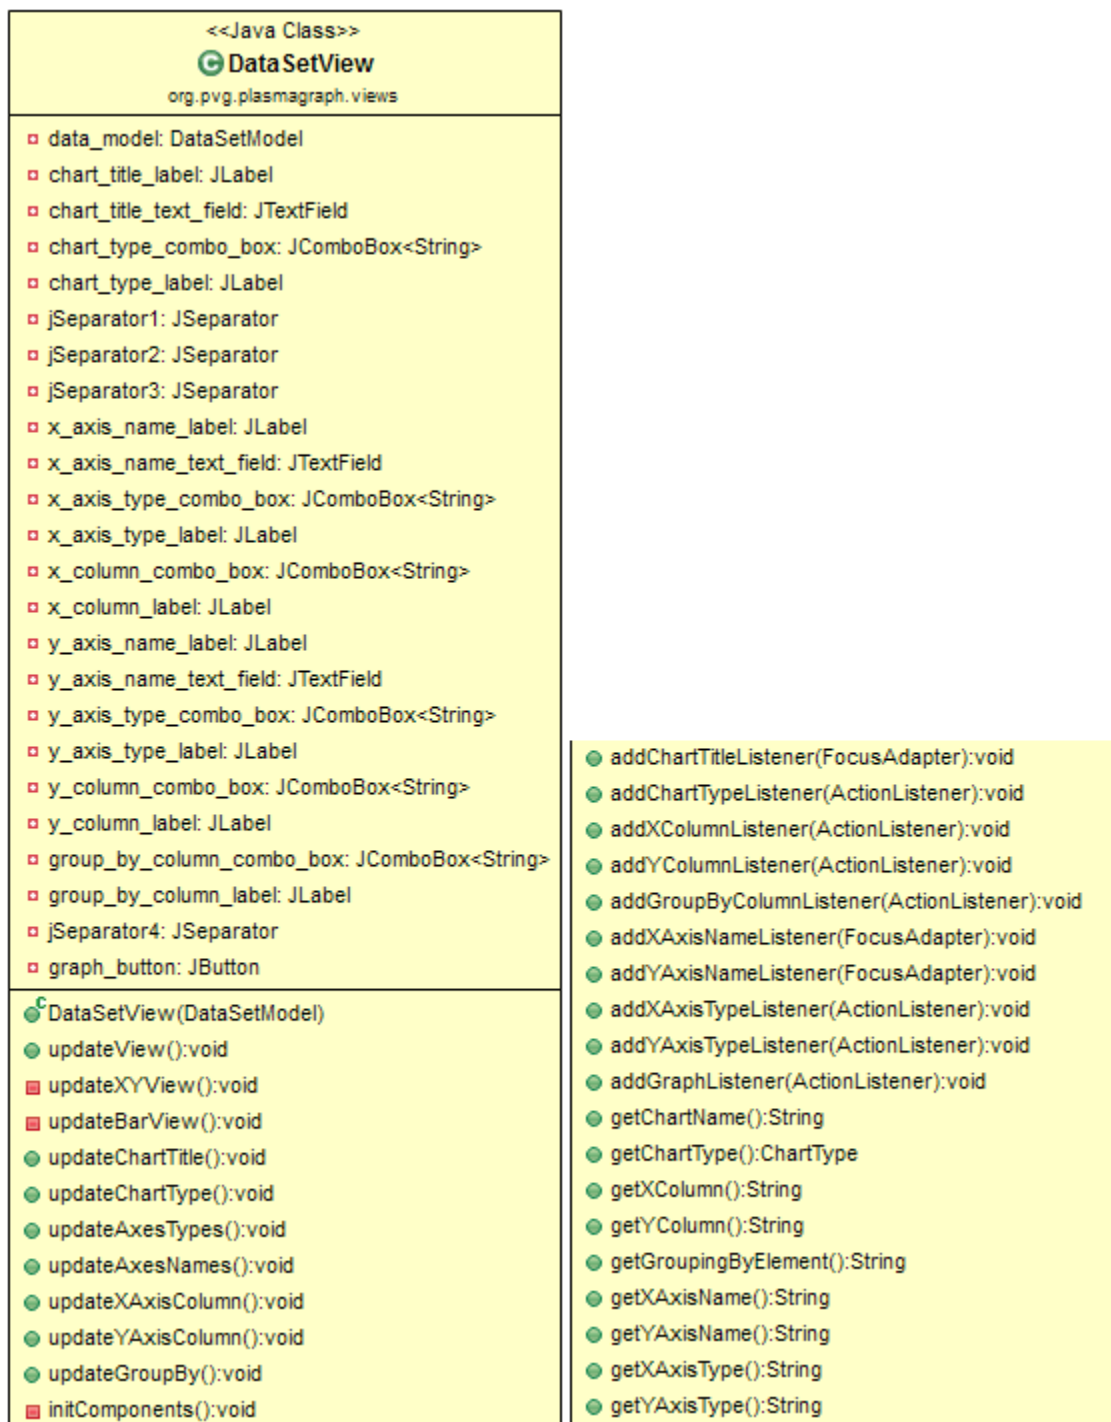 <<Java Class>>
DataSetView
org.pvg.plasmagraph.views
data_model: DataSetModel
chart_title_label: JLabel
chart_title_text_field: JTextField
chart_type_combo_box: JComboBox<String>
chart_type_label: JLabel
jSeparator1: JSeparator
jSeparator2: JSeparator
jSeparator3: JSeparator
x_axis_name_label: JLabel
x_axis_name_text_field: JTextField
x_axis_type_combo_box: JComboBox<String>
x_axis_type_label: JLabel
x_column_combo_box: JComboBox<String>
x_column_label: JLabel
y_axis_name_label: JLabel
y_axis_name_text_field: JTextField
y_axis_type_combo_box: JComboBox<String>
y_axis_type_label: JLabel
y_column_combo_box: JComboBox<String>
y_column_label: JLabel
group_by_column_combo_box: JComboBox<String>
group_by_column_label: JLabel
jSeparator4: JSeparator
graph_button: JButton
DataSetView(DataSetModel)
updateView():void
updateXYView():void
updateBarView():void
updateChartTitle():void
updateChartType():void
updateAxesTypes():void
updateAxesNames():void
updateXAxisColumn():void
updateYAxisColumn():void
updateGroupBy():void
initComponents():void
addChartTitleListener(FocusAdapter):void
addChartTypeListener(ActionListener):void
addXColumnListener(ActionListener):void
addYColumnListener(ActionListener):void
addGroupByColumnListener(ActionListener):void
addXAxisNameListener(FocusAdapter):void
addYAxisNameListener(FocusAdapter):void
addXAxisTypeListener(ActionListener):void
addYAxisTypeListener(ActionListener):void
addGraphListener(ActionListener):void
getChartName():String
getChartType():ChartType
getXColumn():String
getYColumn():String
getGroupingByElement():String
getXAxisName():String
getYAxisName():String
getXAxisType():String
getYAxisType():String